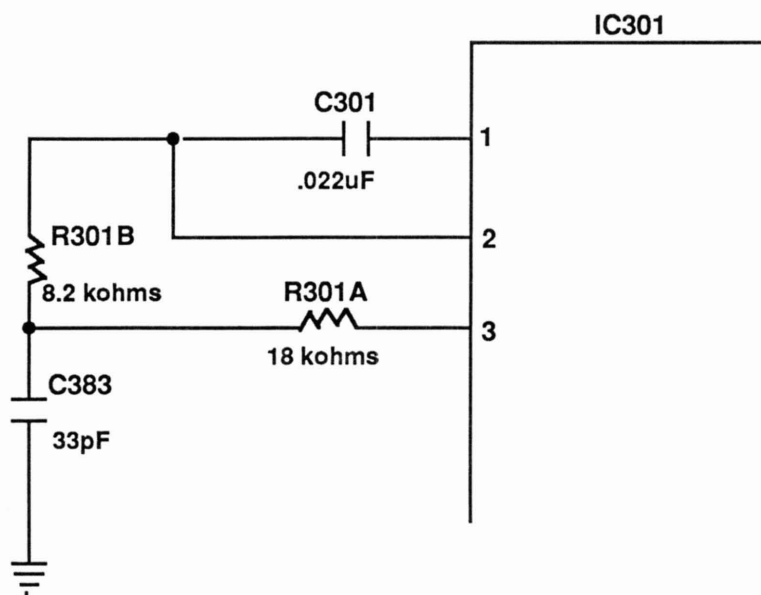 IC301
C301
1
.022uF
2
R301B
8.2 kohms
R301A
3
18 kohms
C383
33pF